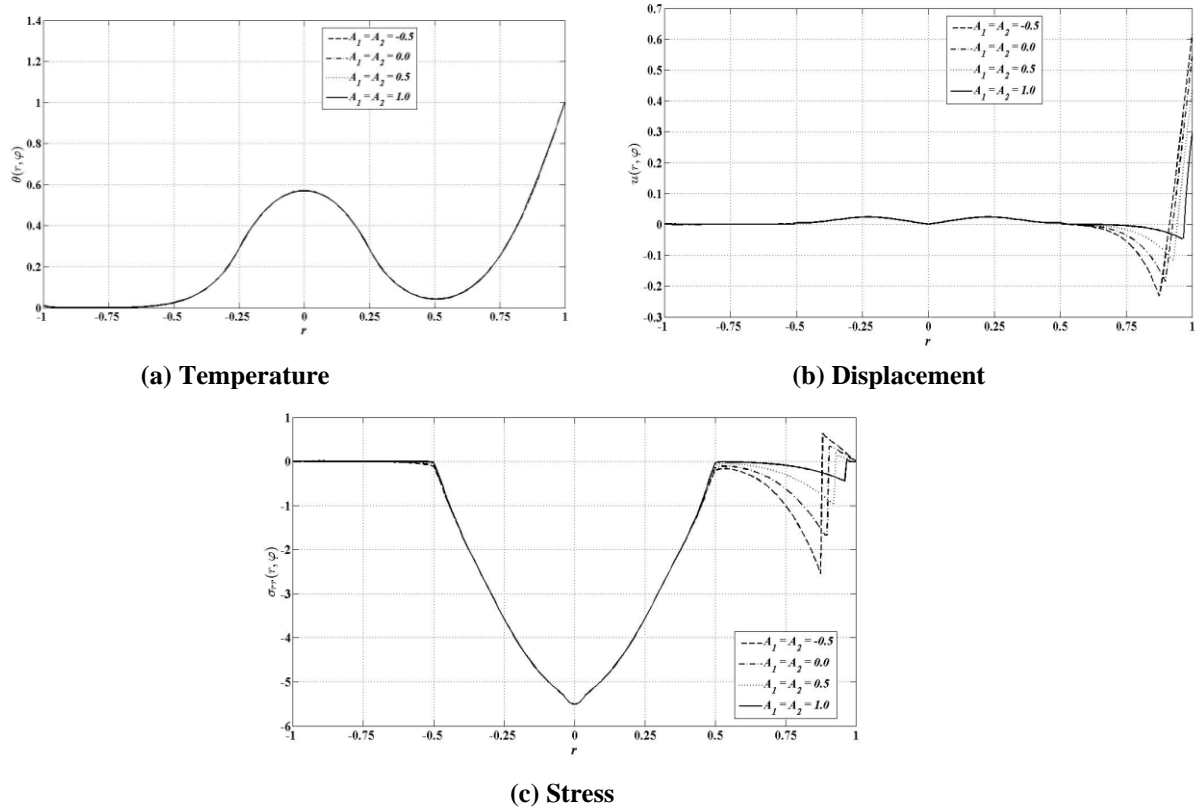 1.4
1.2
1
0.8
0.6
0.4
0.2
0
θ(r, φ)
-1 -0.75 -0.5 -0.25 0 0.25 0.5 0.75 1
r
A1 = A2 = -0.5
A1 = A2 = 0.0
A1 = A2 = 0.5
A1 = A2 = 1.0
(a) Temperature
0.7
0.6
0.5
0.4
0.3
0.2
0.1
0
-0.1
-0.2
-0.3
u(r, φ)
-1 -0.75 -0.5 -0.25 0 0.25 0.5 0.75 1
r
A1 = A2 = -0.5
A1 = A2 = 0.0
A1 = A2 = 0.5
A1 = A2 = 1.0
(b) Displacement
1
0
-1
-2
-3
-4
-5
-6
σrr(r, φ)
-1 -0.75 -0.5 -0.25 0 0.25 0.5 0.75 1
r
A1 = A2 = -0.5
A1 = A2 = 0.0
A1 = A2 = 0.5
A1 = A2 = 1.0
(c) Stress